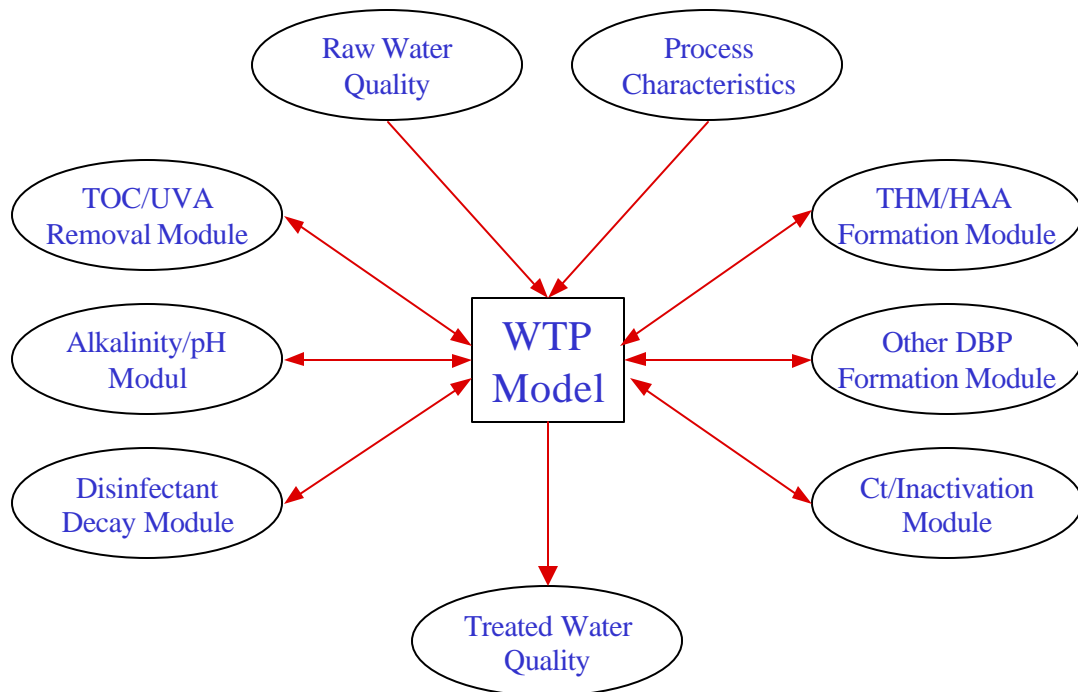 Raw Water
Quality
Process
Characteristics
TOC/UVA
Removal Module
THM/HAA
Formation Module
WTP
Model
Alkalinity/pH
Modul
Other DBP
Formation Module
Disinfectant
Decay Module
Ct/Inactivation
Module
Treated Water
Quality